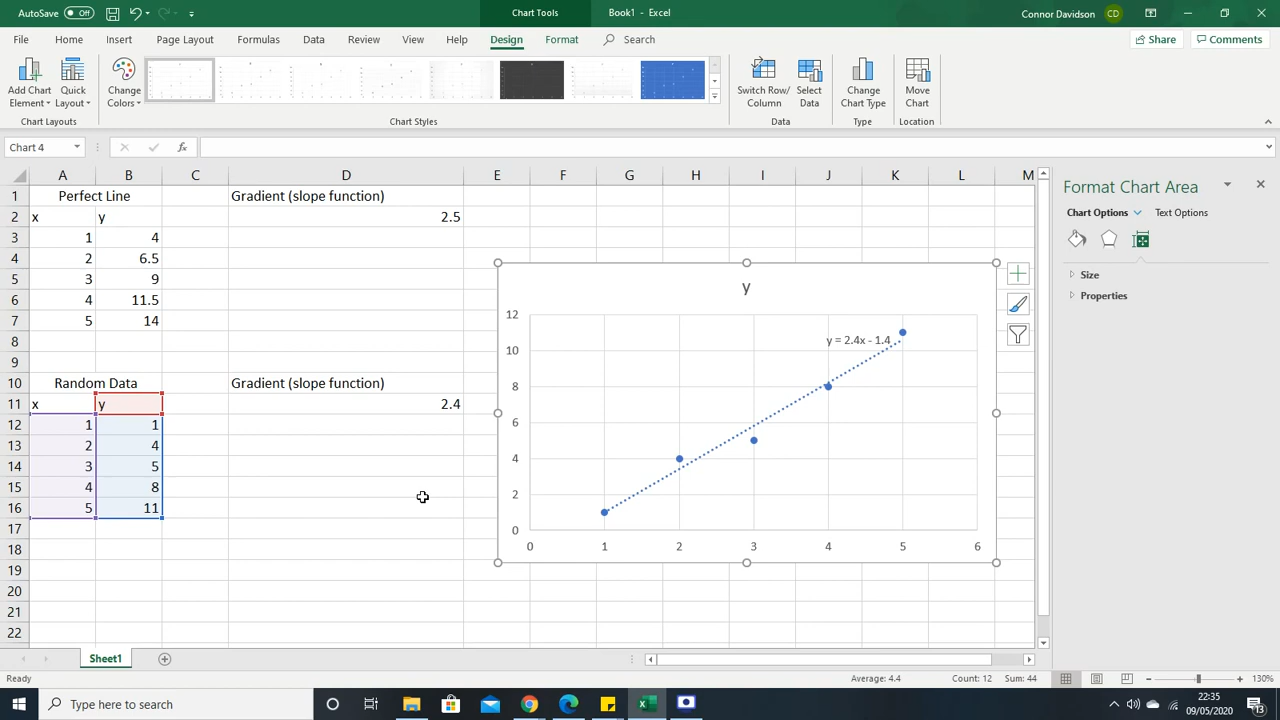 AutoSave Off
Chart Tools
Book1 - Excel
Connor Davidson CD
File Home Insert Page Layout Formulas Data Review View Help Design Format Search
Share Comments
Add Chart Element Quick Layout Change Colors Switch Row/ Column Select Data Change Chart Type Move Chart
Chart Layouts Chart Styles Data Type Location
Chart 4 fx
A B C D E F G H I J K L M
1 Perfect Line Gradient (slope function)
2 x y 2.5
3 1 4
4 2 6.5
5 3 9
6 4 11.5
7 5 14
8
9
10 Random Data Gradient (slope function)
11 x y 2.4
12 1 1
13 2 4
14 3 5
15 4 8
16 5 11
17
18
19
20
21
22
y
12
10
8
6
4
2
0
y = 2.4x - 1.4
0 1 2 3 4 5 6
Format Chart Area
Chart Options Text Options
Size
Properties
Sheet1
Ready
Average: 4.4 Count: 12 Sum: 44
130%
Type here to search
22:35
09/05/2020
13